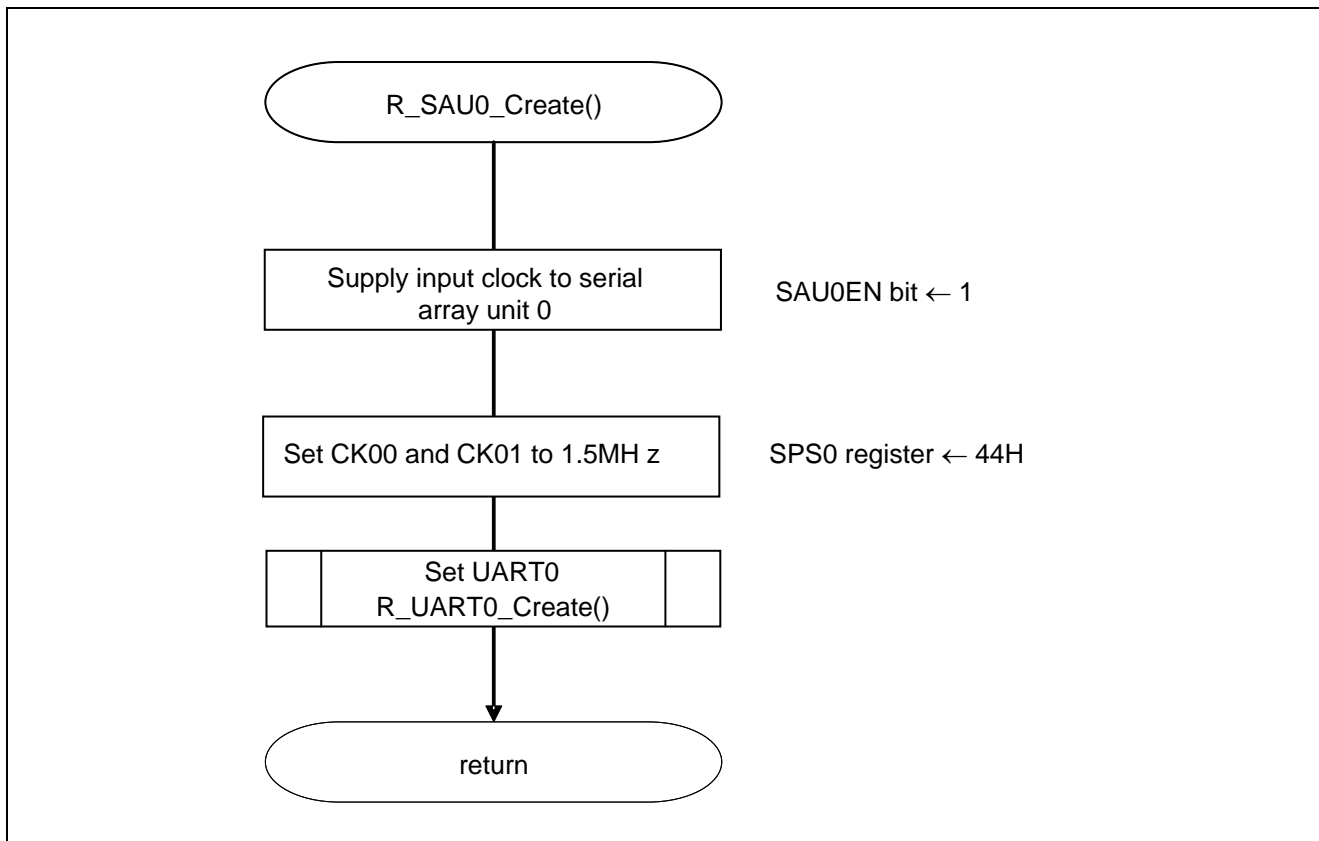 R_SAU0_Create()
Supply input clock to serial
array unit 0
SAU0EN bit ← 1
Set CK00 and CK01 to 1.5MH z
SPS0 register ← 44H
Set UART0
R_UART0_Create()
return